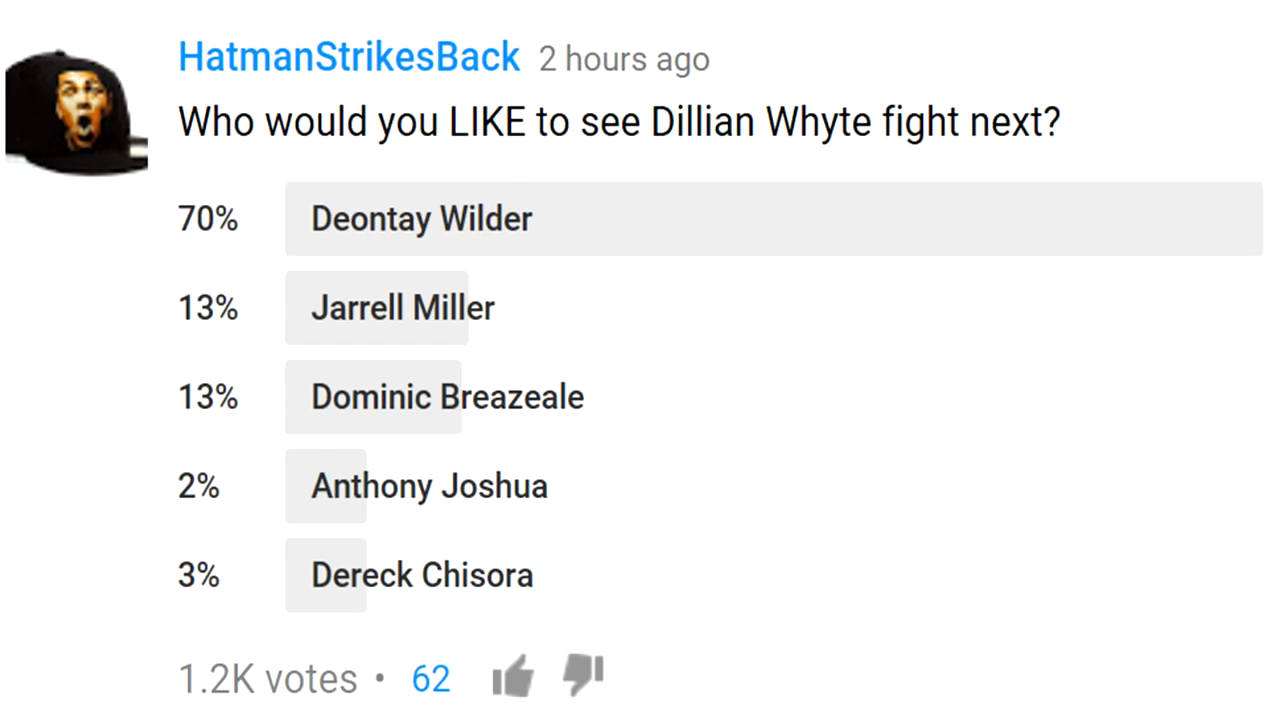 HatmanStrikesBack 2 hours ago
Who would you LIKE to see Dillian Whyte fight next?
70% Deontay Wilder
13% Jarrell Miller
13% Dominic Breazeale
2% Anthony Joshua
3% Dereck Chisora
1.2K votes • 62